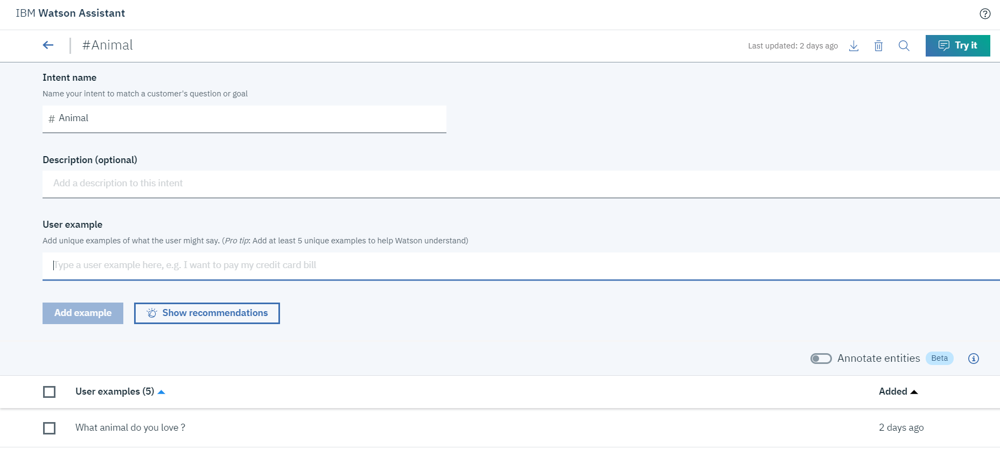 IBM Watson Assistant
#Animal
Last updated: 2 days ago
Try it
Intent name
Name your intent to match a customer's question or goal
# Animal
Description (optional)
Add a description to this intent
User example
Add unique examples of what the user might say. (Pro tip: Add at least 5 unique examples to help Watson understand)
Type a user example here, e.g. I want to pay my credit card bill
Add example
Show recommendations
Annotate entities Beta
User examples (5)
Added
What animal do you love ?
2 days ago